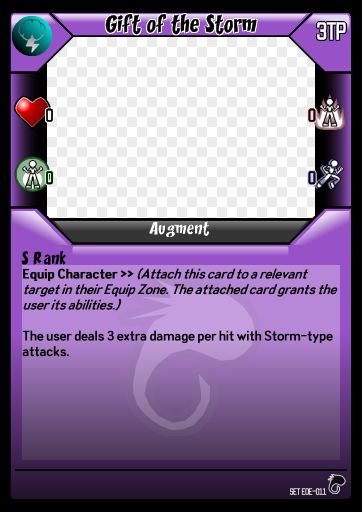 Gift of the Storm
3TP
0
0
0
0
Augment
S Rank
Equip Character >> (Attach this card to a relevant
target in their Equip Zone. The attached card grants the
user its abilities.)
The user deals 3 extra damage per hit with Storm-type
attacks.
SET EDE-011